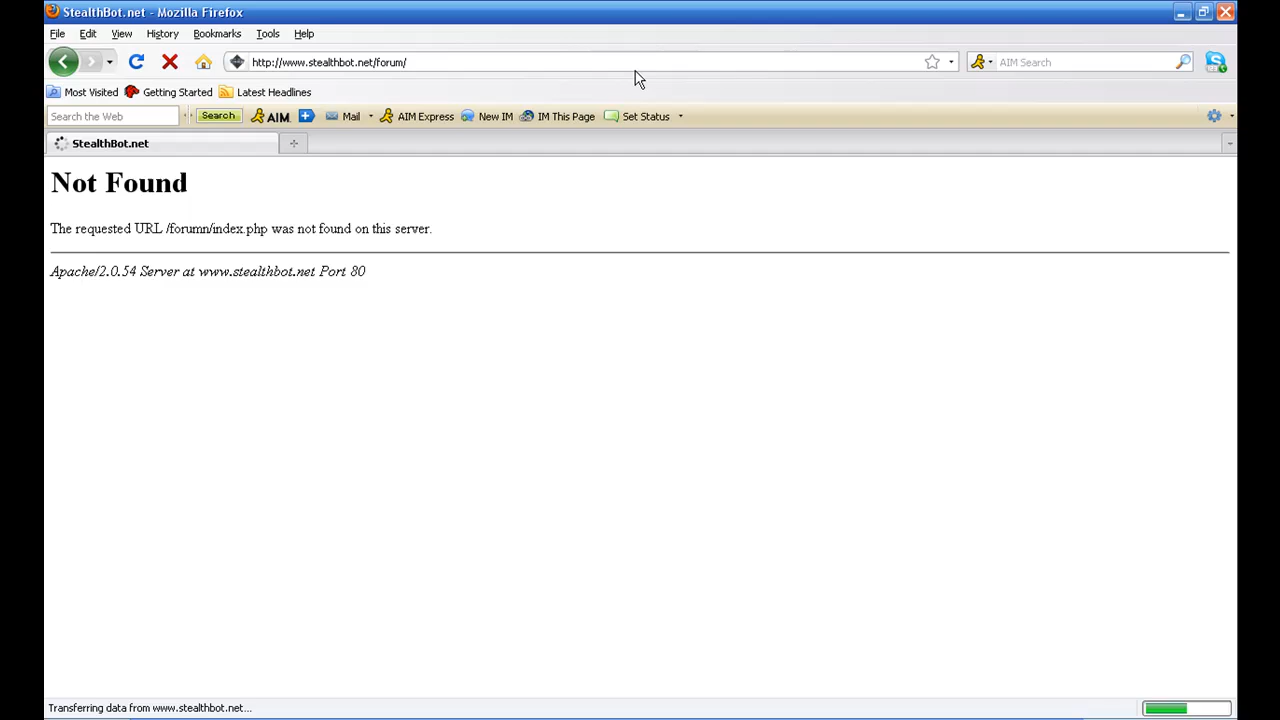 StealthBot.net - Mozilla Firefox
File Edit View History Bookmarks Tools Help
http://www.stealthbot.net/forum/ AIM Search
Most Visited Getting Started Latest Headlines
Search the Web Search AIM Mail AIM Express New IM IM This Page Set Status
StealthBot.net
Not Found
The requested URL /forumn/index.php was not found on this server.
Apache/2.0.54 Server at www.stealthbot.net Port 80
Transferring data from www.stealthbot.net...